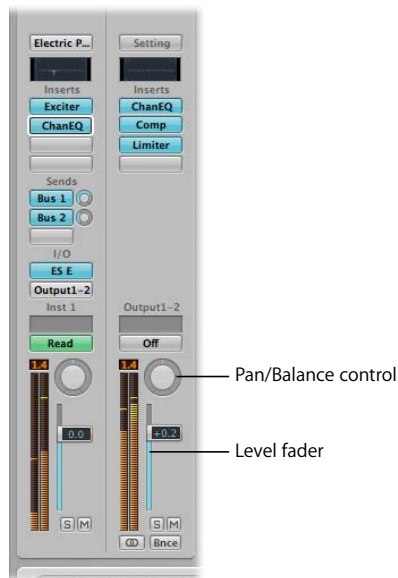 Electric P...
Setting
Inserts
Inserts
Exciter
ChanEQ
ChanEQ
Comp
Limiter
Sends
Bus 1
Bus 2
I/O
ES E
Output1-2
Inst 1
Output1-2
Read
Off
1.4
1.4
Pan/Balance control
0.0
+0.2
Level fader
S M
S M
Bnce